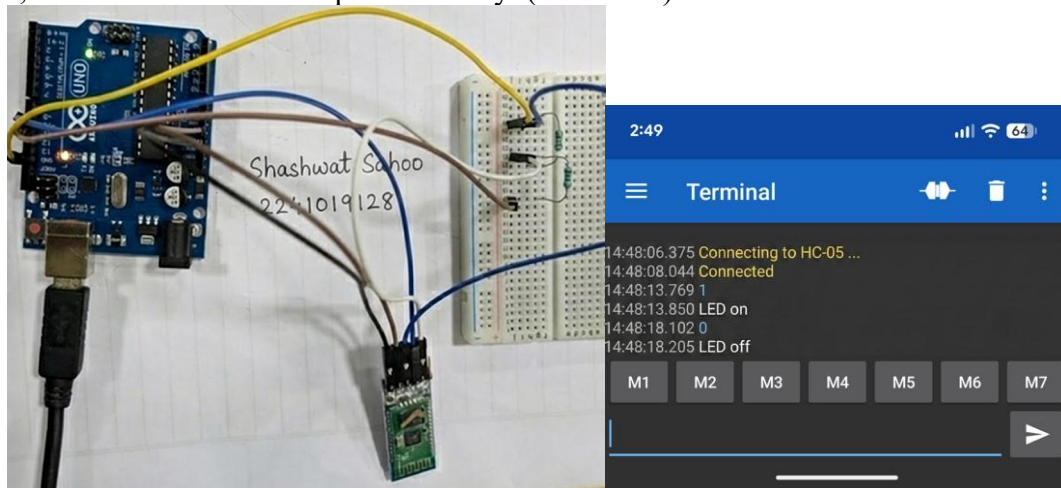 UNO
Shashwat Sahoo
2241019128
2:49
64
Terminal
14:48:06.375 Connecting to HC-05 ...
14:48:08.044 Connected
14:48:13.769 1
14:48:13.850 LED on
14:48:18.102 0
14:48:18.205 LED off
M1 M2 M3 M4 M5 M6 M7